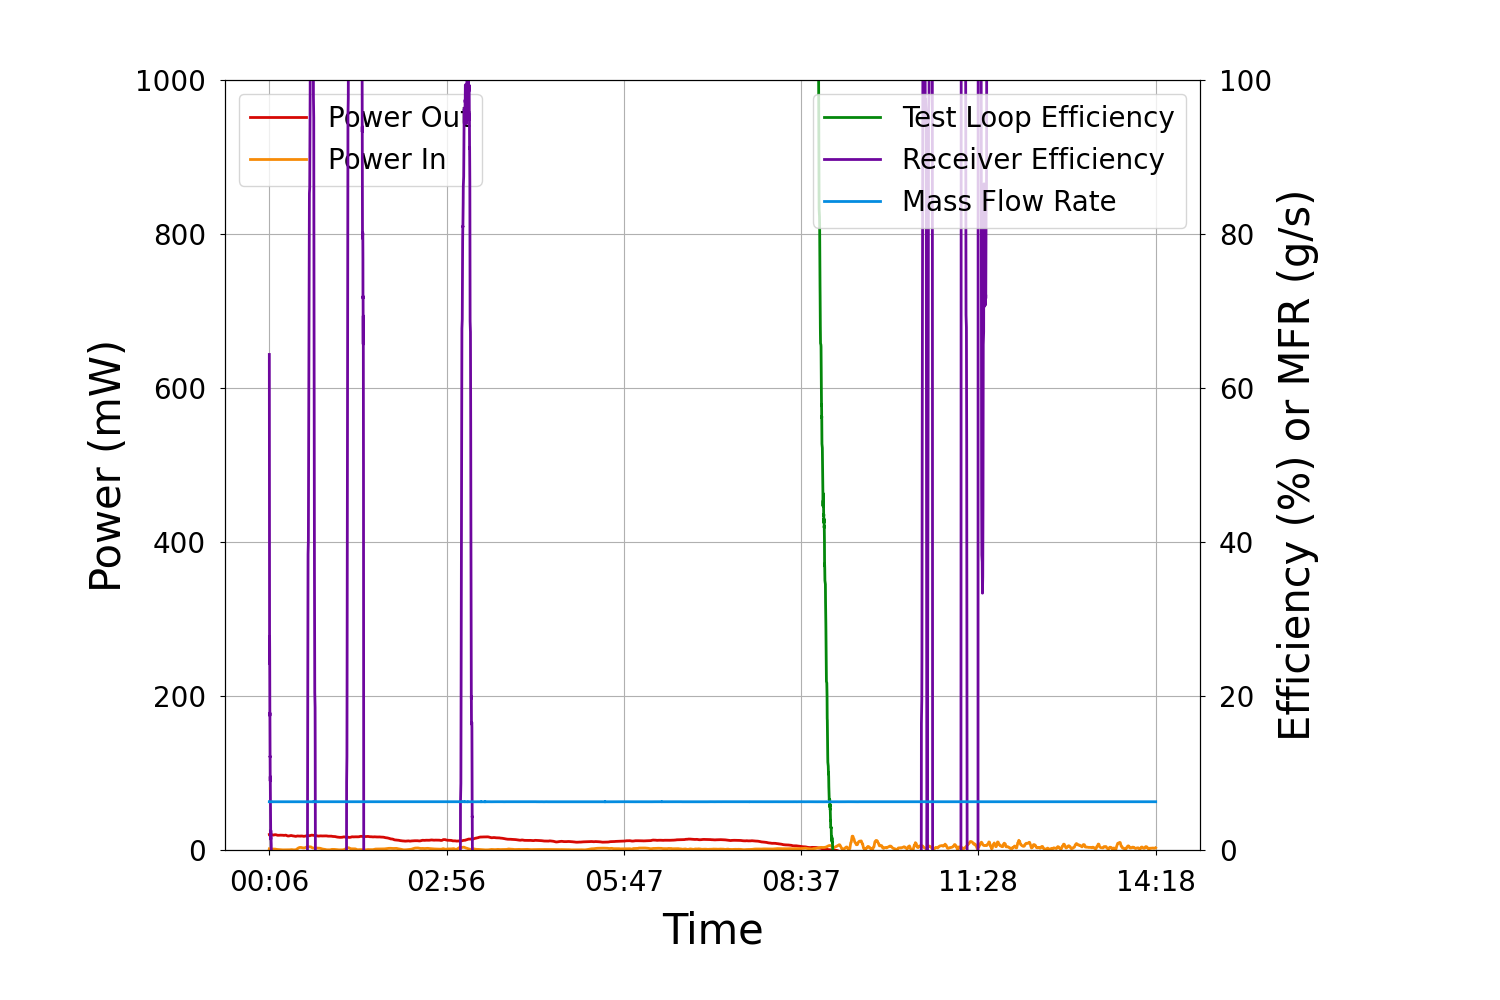 1000
800
600
400
200
0
Power (mW)
Power Out
Power In
Test Loop Efficiency
Receiver Efficiency
Mass Flow Rate
100
80
60
40
20
0
Efficiency (%) or MFR (g/s)
00:06 02:56 05:47 08:37 11:28 14:18
Time